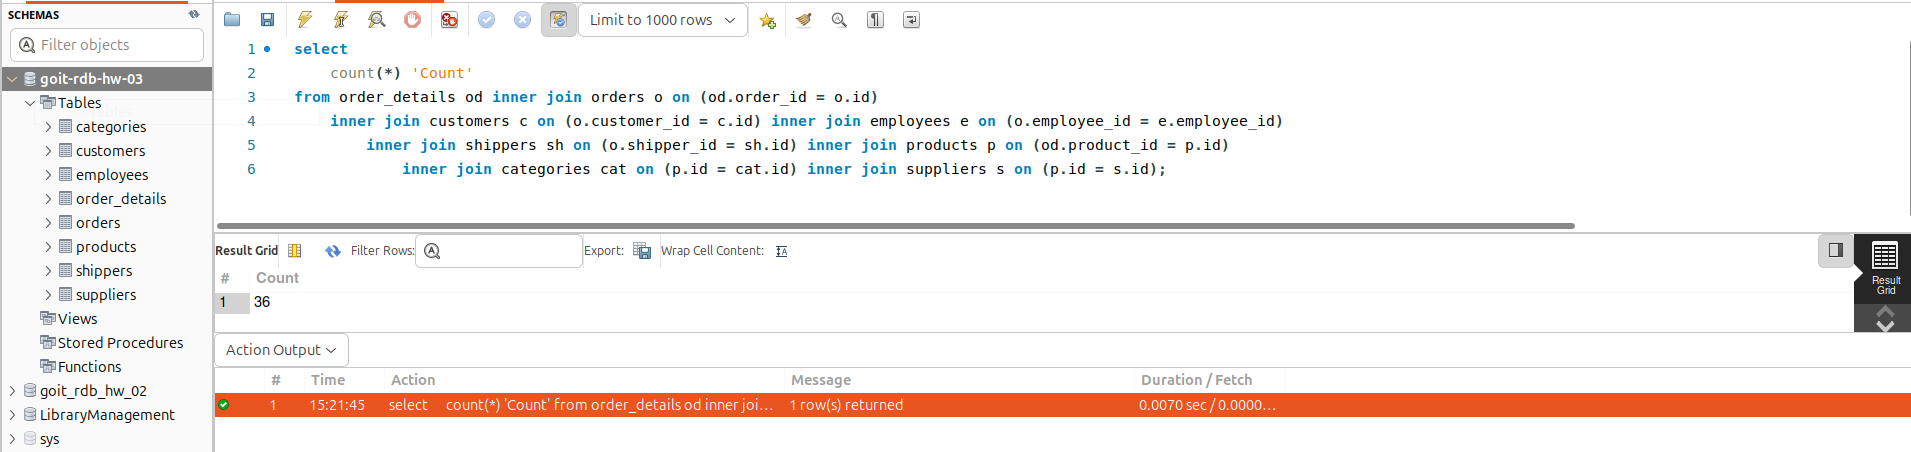 SCHEMAS
Filter objects
goit-rdb-hw-03
Tables
categories
customers
employees
order_details
orders
products
shippers
suppliers
Views
Stored Procedures
Functions
goit_rdb_hw_02
LibraryManagement
sys
Limit to 1000 rows
1 select
2 count(*) 'Count'
3 from order_details od inner join orders o on (od.order_id = o.id)
4 inner join customers c on (o.customer_id = c.id) inner join employees e on (o.employee_id = e.employee_id)
5 inner join shippers sh on (o.shipper_id = sh.id) inner join products p on (od.product_id = p.id)
6 inner join categories cat on (p.id = cat.id) inner join suppliers s on (p.id = s.id);
Result Grid Filter Rows: Export: Wrap Cell Content:
# Count
1 36
Result
Grid
Action Output
# Time Action Message Duration / Fetch
1 15:21:45 select count(*) 'Count' from order_details od inner joi... 1 row(s) returned 0.0070 sec / 0.0000...